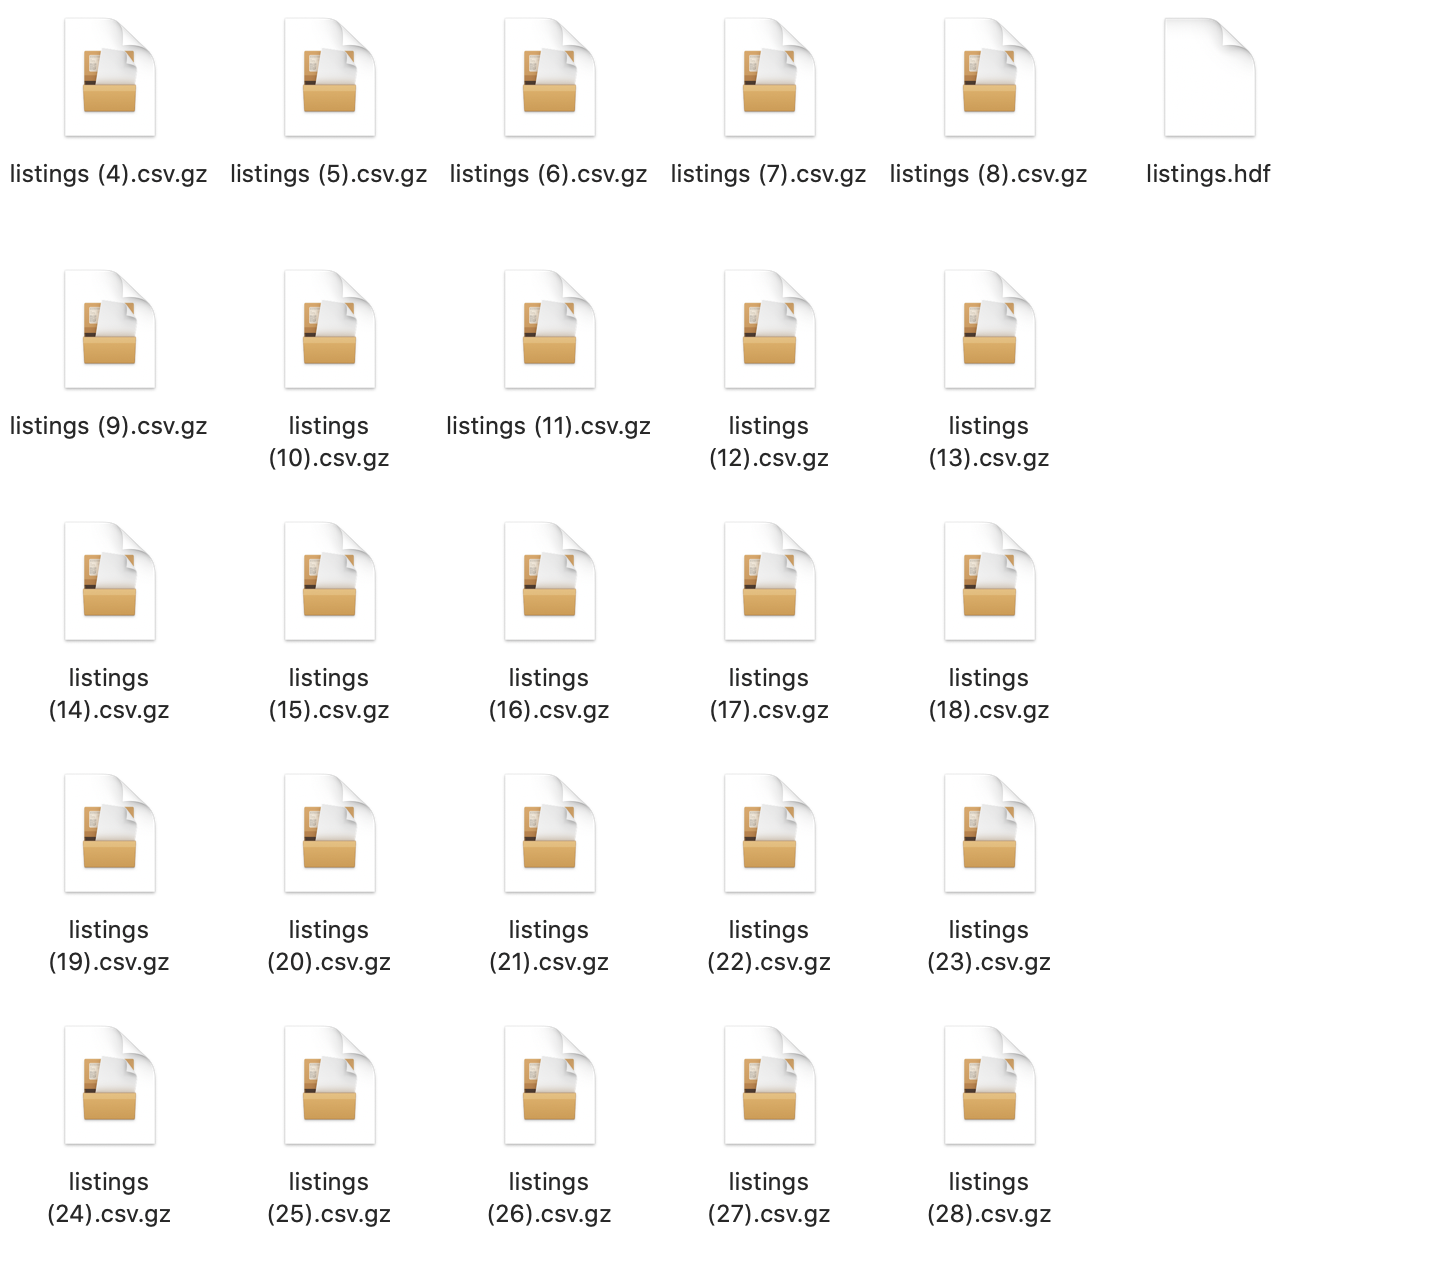 listings (4).csv.gz
listings (5).csv.gz
listings (6).csv.gz
listings (7).csv.gz
listings (8).csv.gz
listings.hdf
listings (9).csv.gz
listings
(10).csv.gz
listings (11).csv.gz
listings
(12).csv.gz
listings
(13).csv.gz
listings
(14).csv.gz
listings
(15).csv.gz
listings
(16).csv.gz
listings
(17).csv.gz
listings
(18).csv.gz
listings
(19).csv.gz
listings
(20).csv.gz
listings
(21).csv.gz
listings
(22).csv.gz
listings
(23).csv.gz
listings
(24).csv.gz
listings
(25).csv.gz
listings
(26).csv.gz
listings
(27).csv.gz
listings
(28).csv.gz